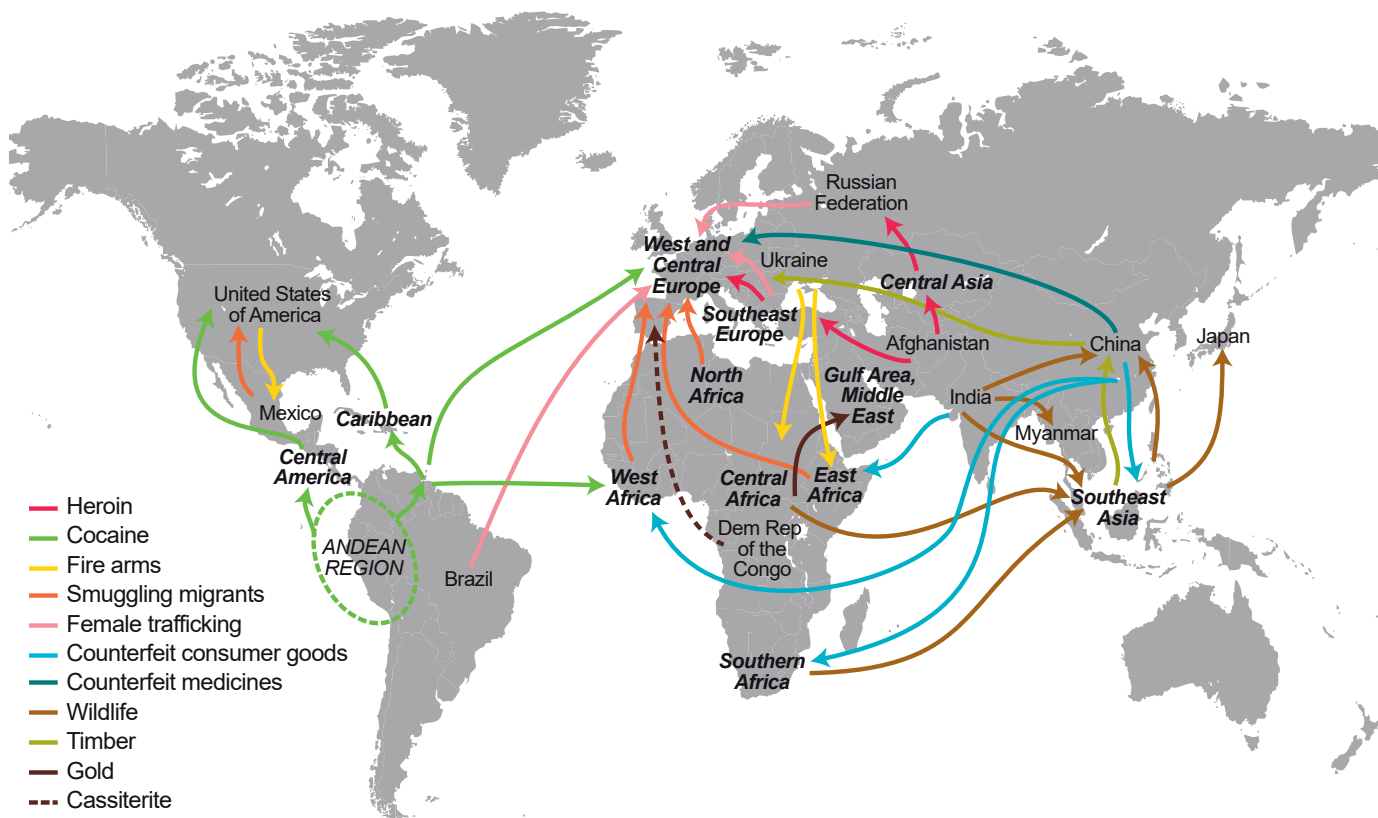 Russian
Federation
West and
Central
Europe
Ukraine
Central Asia
United States
of America
Southeast
Europe
Afghanistan
China
Japan
North
Africa
Gulf Area,
Middle
East
India
Mexico
Caribbean
Myanmar
Central
America
West
Africa
Central
Africa
East
Africa
Southeast
Asia
ANDEAN
REGION
Dem Rep
of the
Congo
Brazil
Southern
Africa
Heroin
Cocaine
Fire arms
Smuggling migrants
Female trafficking
Counterfeit consumer goods
Counterfeit medicines
Wildlife
Timber
Gold
Cassiterite